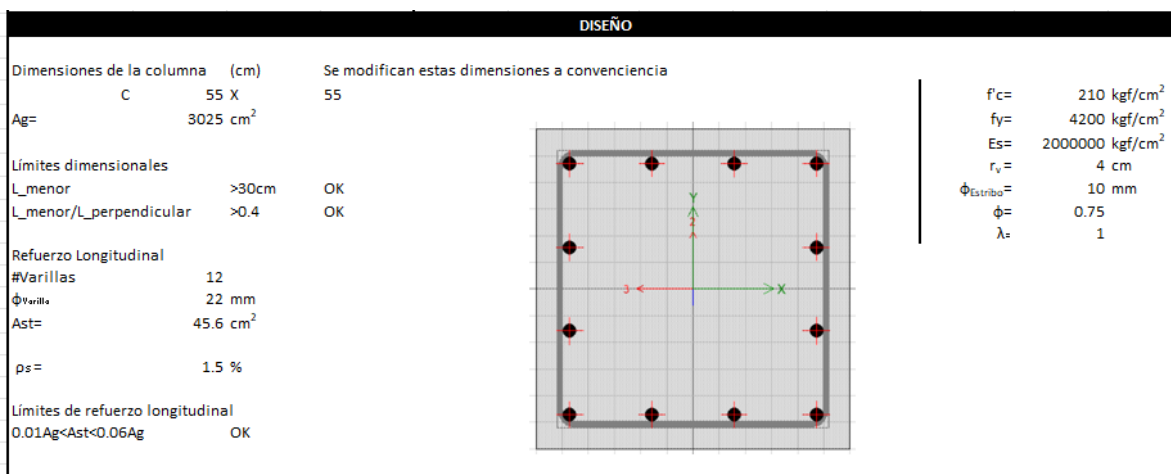 DISEÑO
Dimensiones de la columna (cm) Se modifican estas dimensiones a convenciencia
C 55 X 55
Ag= 3025 cm²
Límites dimensionales
L_menor >30cm OK
L_menor/L_perpendicular >0.4 OK
Refuerzo Longitudinal
#Varillas 12
ϕVarilla 22 mm
Ast= 45.6 cm²
ρs= 1.5 %
Límites de refuerzo longitudinal
0.01Ag<Ast<0.06Ag OK
Y
2
3
X
f'c= 210 kgf/cm²
fy= 4200 kgf/cm²
Es= 2000000 kgf/cm²
rv= 4 cm
ϕEstribo= 10 mm
ϕ= 0.75
λ= 1